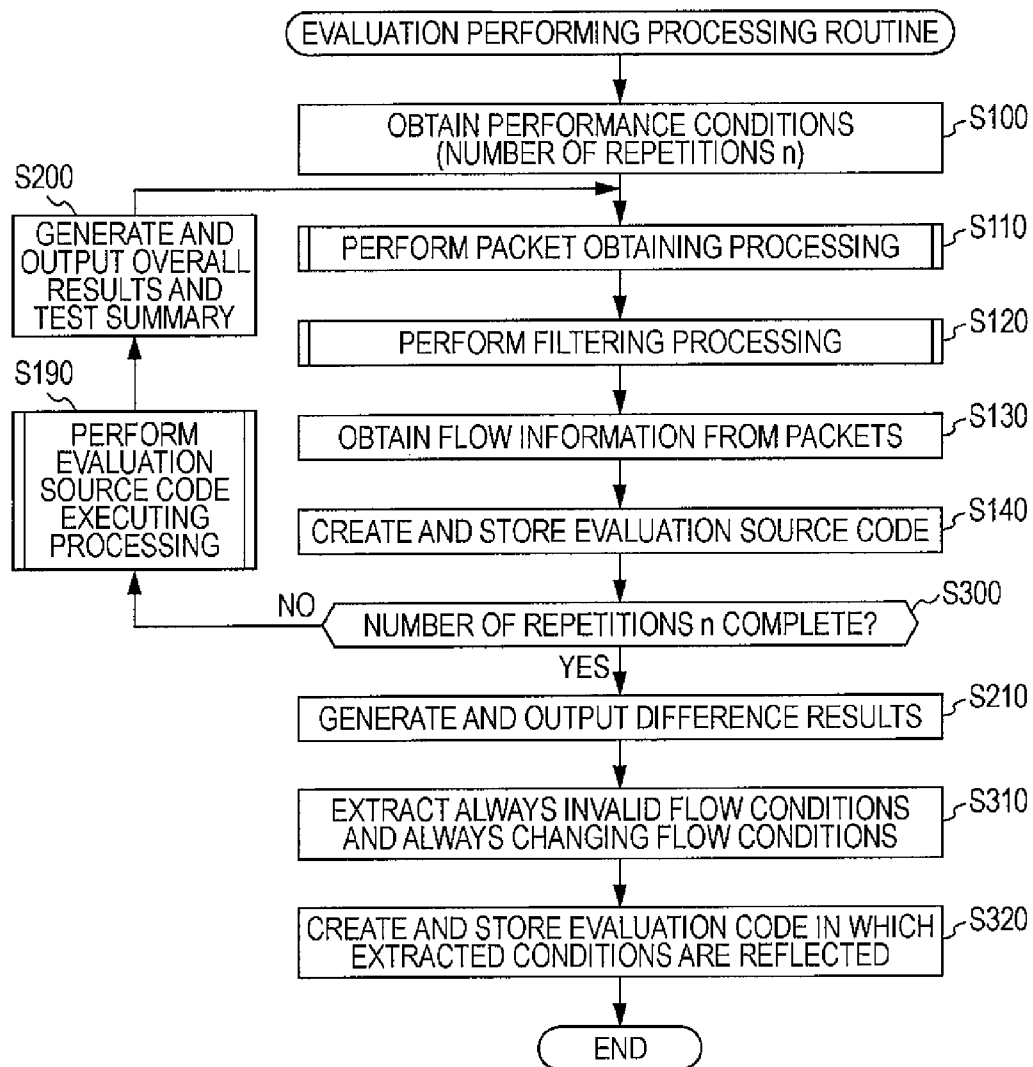 EVALUATION PERFORMING PROCESSING ROUTINE
S100
OBTAIN PERFORMANCE CONDITIONS
(NUMBER OF REPETITIONS n)
S200
GENERATE AND
OUTPUT OVERALL
RESULTS AND
TEST SUMMARY
S110
PERFORM PACKET OBTAINING PROCESSING
S120
PERFORM FILTERING PROCESSING
S190
PERFORM
EVALUATION
SOURCE CODE
EXECUTING
PROCESSING
S130
OBTAIN FLOW INFORMATION FROM PACKETS
S140
CREATE AND STORE EVALUATION SOURCE CODE
S300
NO
NUMBER OF REPETITIONS n COMPLETE?
YES
S210
GENERATE AND OUTPUT DIFFERENCE RESULTS
S310
EXTRACT ALWAYS INVALID FLOW CONDITIONS
AND ALWAYS CHANGING FLOW CONDITIONS
S320
CREATE AND STORE EVALUATION CODE IN WHICH
EXTRACTED CONDITIONS ARE REFLECTED
END